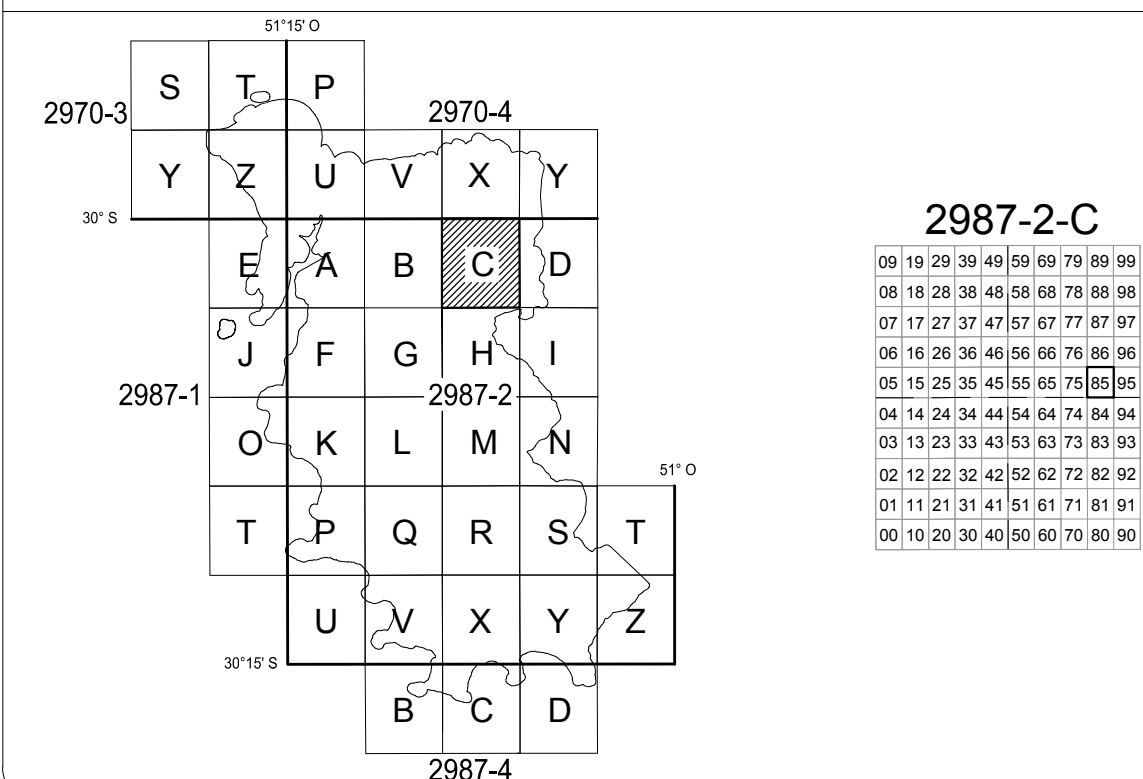 51°15' O
S T P
2970-3 2970-4
Y Z U V X Y
30° S
E A B C D
J F G H I
2987-1 2987-2
O K L M N
51° O
T P Q R S T
U V X Y Z
30°15' S
B C D
2987-4
2987-2-C
09 19 29 39 49 59 69 79 89 99
08 18 28 38 48 58 68 78 88 98
07 17 27 37 47 57 67 77 87 97
06 16 26 36 46 56 66 76 86 96
05 15 25 35 45 55 65 75 85 95
04 14 24 34 44 54 64 74 84 94
03 13 23 33 43 53 63 73 83 93
02 12 22 32 42 52 62 72 82 92
01 11 21 31 41 51 61 71 81 91
00 10 20 30 40 50 60 70 80 90